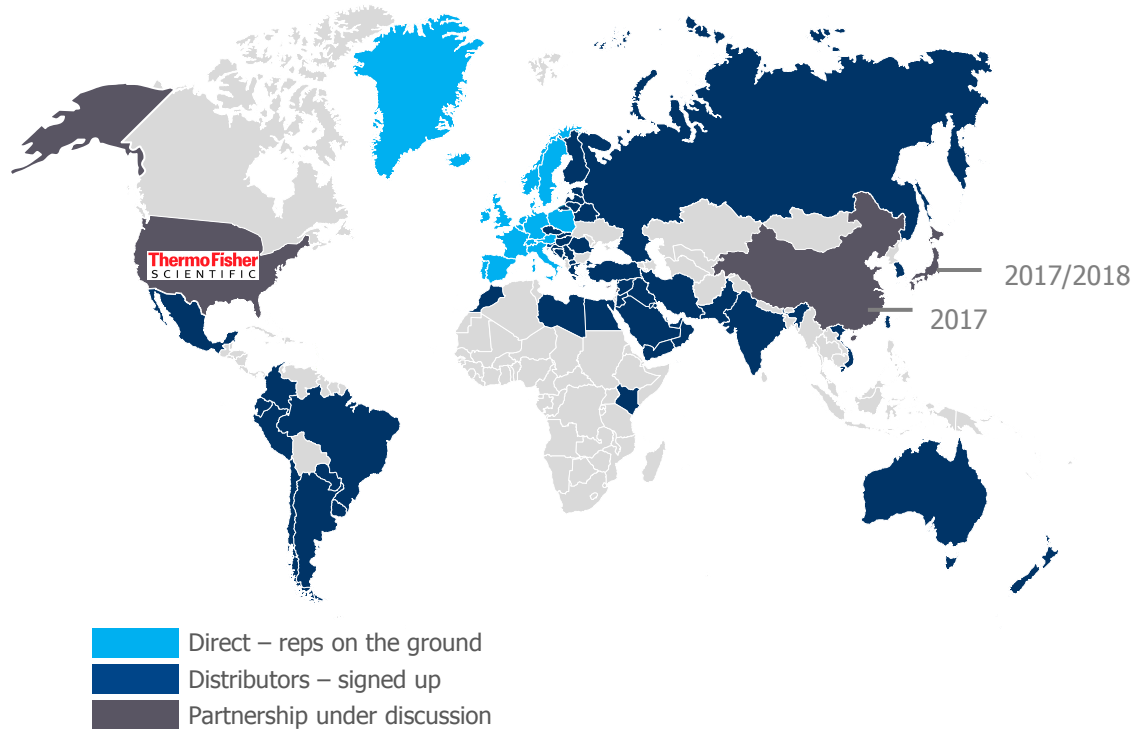 ThermoFisher
SCIENTIFIC
2017/2018
2017
Direct – reps on the ground
Distributors – signed up
Partnership under discussion